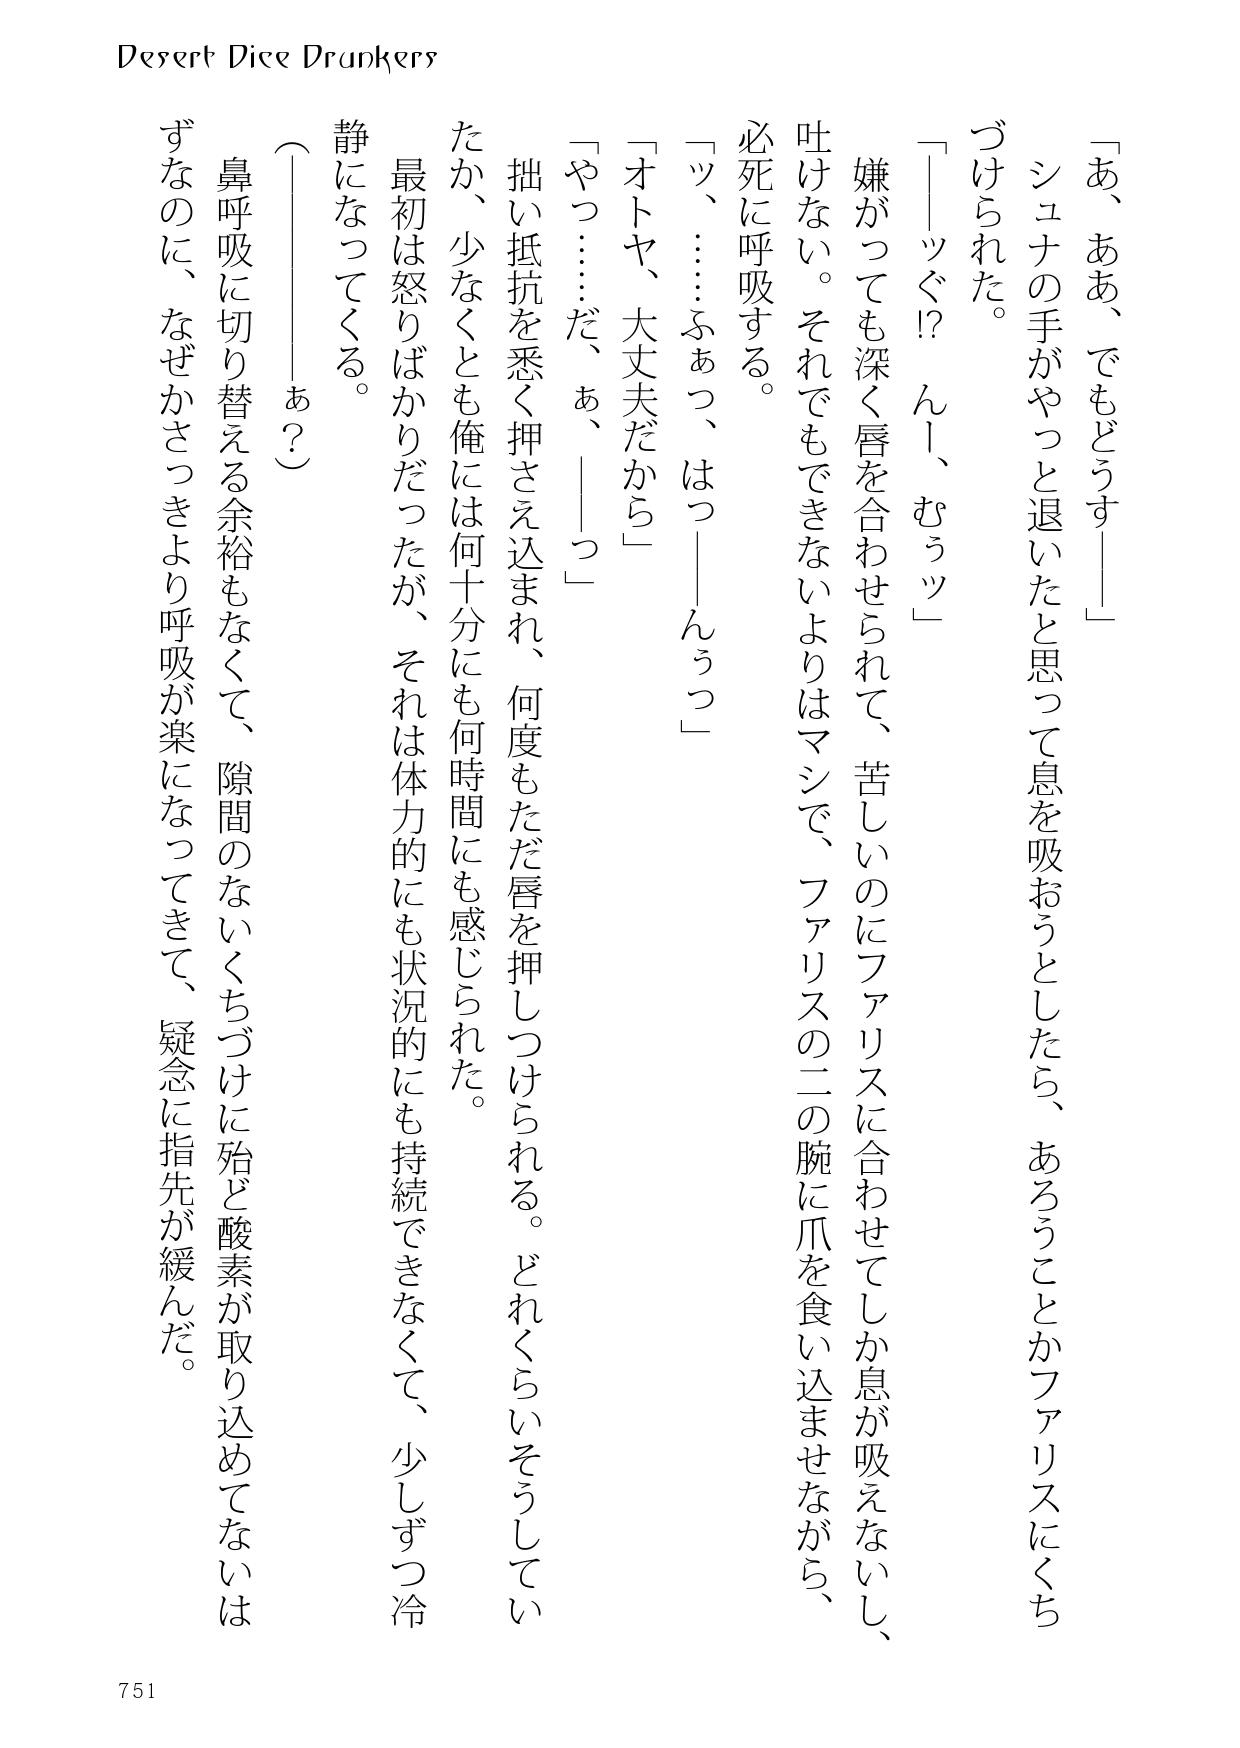 Desert Dice Drunkers
「あ、ああ、でもどうす――」
　シュナの手がやっと退いたと思って息を吸おうとしたら、あろうことかファリスにくち
づけられた。
「――ッぐ!?　んー、むぅッ」
　嫌がっても深く唇を合わせられて、苦しいのにファリスに合わせてしか息が吸えないし、
吐けない。それでもできないよりはマシで、ファリスの二の腕に爪を食い込ませながら、
必死に呼吸する。
「ッ、……ふぁっ、はっ――んぅっ」
「オトヤ、大丈夫だから」
「やっ……だ、ぁ、――っ」
　拙い抵抗を悉く押さえ込まれ、何度もただ唇を押しつけられる。どれくらいそうしてい
たか、少なくとも俺には何十分にも何時間にも感じられた。
　最初は怒りばかりだったが、それは体力的にも状況的にも持続できなくて、少しずつ冷
静になってくる。
（―――――ぁ？）
　鼻呼吸に切り替える余裕もなくて、隙間のないくちづけに殆ど酸素が取り込めてないは
ずなのに、なぜかさっきより呼吸が楽になってきて、疑念に指先が緩んだ。
751